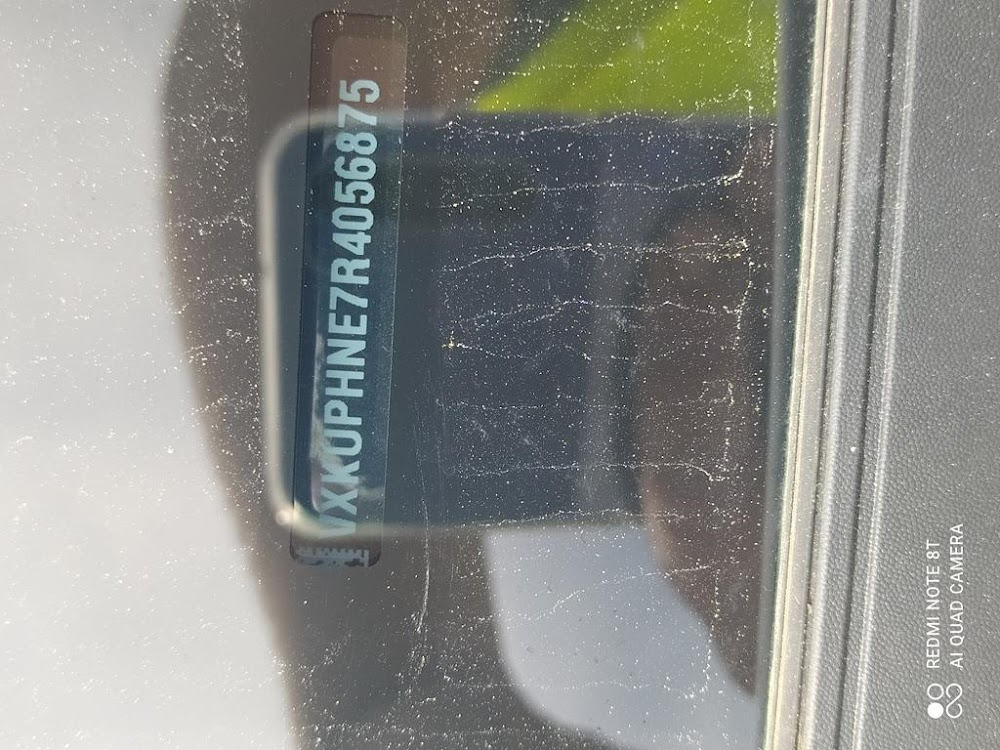 VXKUPHNE7R4056875
REDMI NOTE 8T
AI QUAD CAMERA